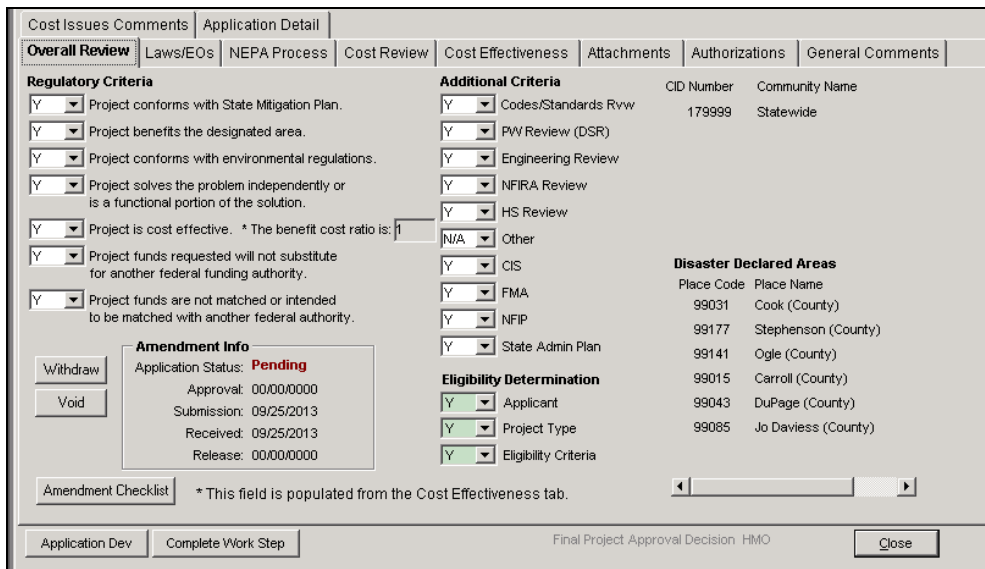 Cost Issues Comments Application Detail
Overall Review Laws/EOs NEPA Process Cost Review Cost Effectiveness Attachments Authorizations General Comments
Regulatory Criteria
Y Project conforms with State Mitigation Plan.
Y Project benefits the designated area.
Y Project conforms with environmental regulations.
Y Project solves the problem independently or
is a functional portion of the solution.
Y Project is cost effective. * The benefit cost ratio is: 1
Y Project funds requested will not substitute
for another federal funding authority.
Y Project funds are not matched or intended
to be matched with another federal authority.
Withdraw
Void
Amendment Info
Application Status: Pending
Approval: 00/00/0000
Submission: 09/25/2013
Received: 09/25/2013
Release: 00/00/0000
Amendment Checklist
* This field is populated from the Cost Effectiveness tab.
Additional Criteria
Y Codes/Standards Rvw
Y PW Review (DSR)
Y Engineering Review
Y NFIRA Review
Y HS Review
N/A Other
Y CIS
Y FMA
Y NFIP
Y State Admin Plan
Eligibility Determination
Y Applicant
Y Project Type
Y Eligibility Criteria
CID Number Community Name
179999 Statewide
Disaster Declared Areas
Place Code Place Name
99031 Cook (County)
99177 Stephenson (County)
99141 Ogle (County)
99015 Carroll (County)
99043 DuPage (County)
99085 Jo Daviess (County)
Application Dev Complete Work Step Final Project Approval Decision HMO Close